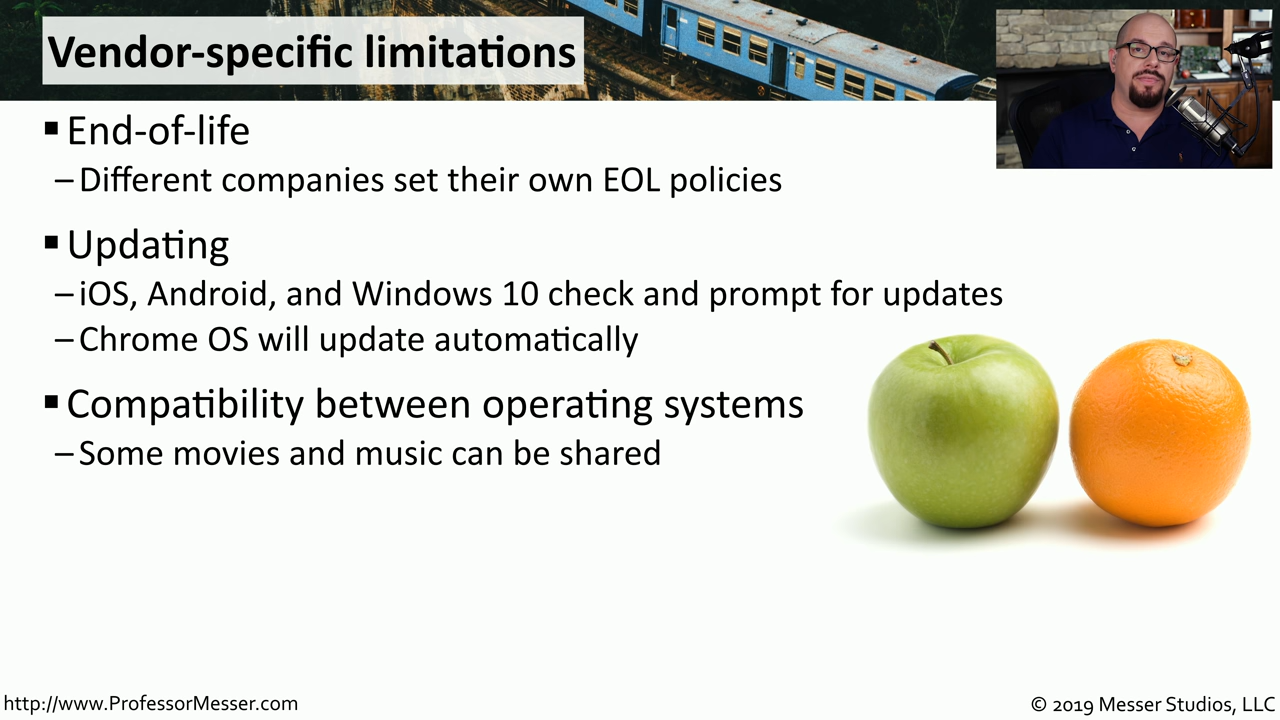 Vendor-specific limitations
▪ End-of-life
– Different companies set their own EOL policies
▪ Updating
– iOS, Android, and Windows 10 check and prompt for updates
– Chrome OS will update automatically
▪ Compatibility between operating systems
– Some movies and music can be shared
http://www.ProfessorMesser.com
© 2019 Messer Studios, LLC